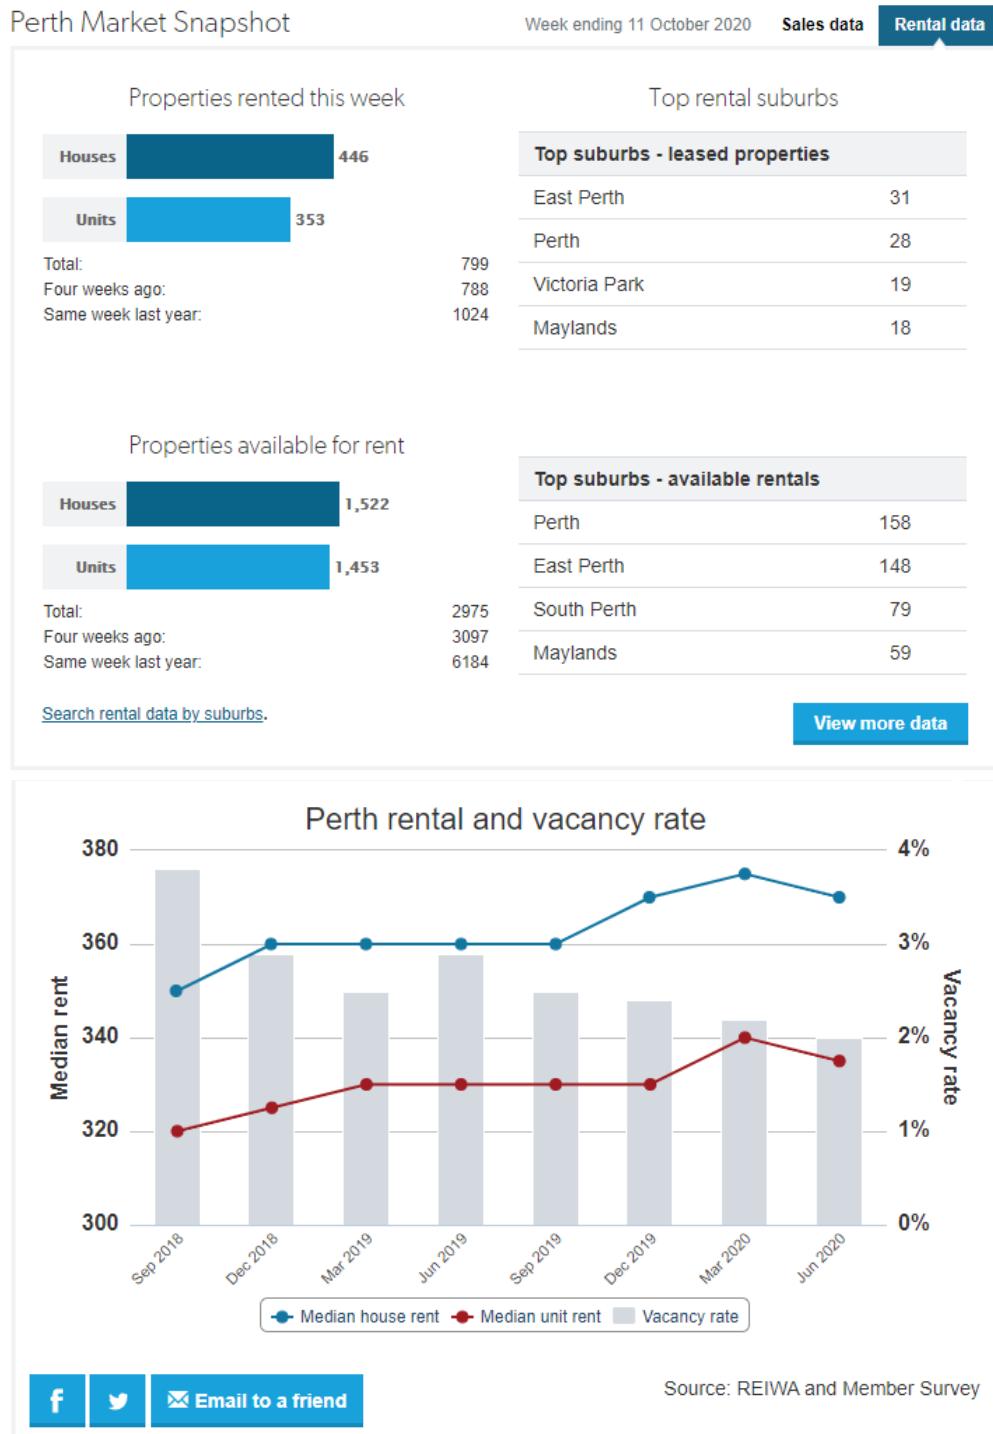 Perth Market Snapshot
Week ending 11 October 2020
Sales data
Rental data
Properties rented this week
Houses 446
Units 353
Total: 799
Four weeks ago: 788
Same week last year: 1024
Top rental suburbs
Top suburbs - leased properties
East Perth 31
Perth 28
Victoria Park 19
Maylands 18
Properties available for rent
Houses 1,522
Units 1,453
Total: 2975
Four weeks ago: 3097
Same week last year: 6184
Search rental data by suburbs.
Top suburbs - available rentals
Perth 158
East Perth 148
South Perth 79
Maylands 59
View more data
Perth rental and vacancy rate
380 4%
360 3%
340 2%
320 1%
300 0%
Median rent
Vacancy rate
Sep 2018 Dec 2018 Mar 2019 Jun 2019 Sep 2019 Dec 2019 Mar 2020 Jun 2020
Median house rent Median unit rent Vacancy rate
f
Email to a friend
Source: REIWA and Member Survey